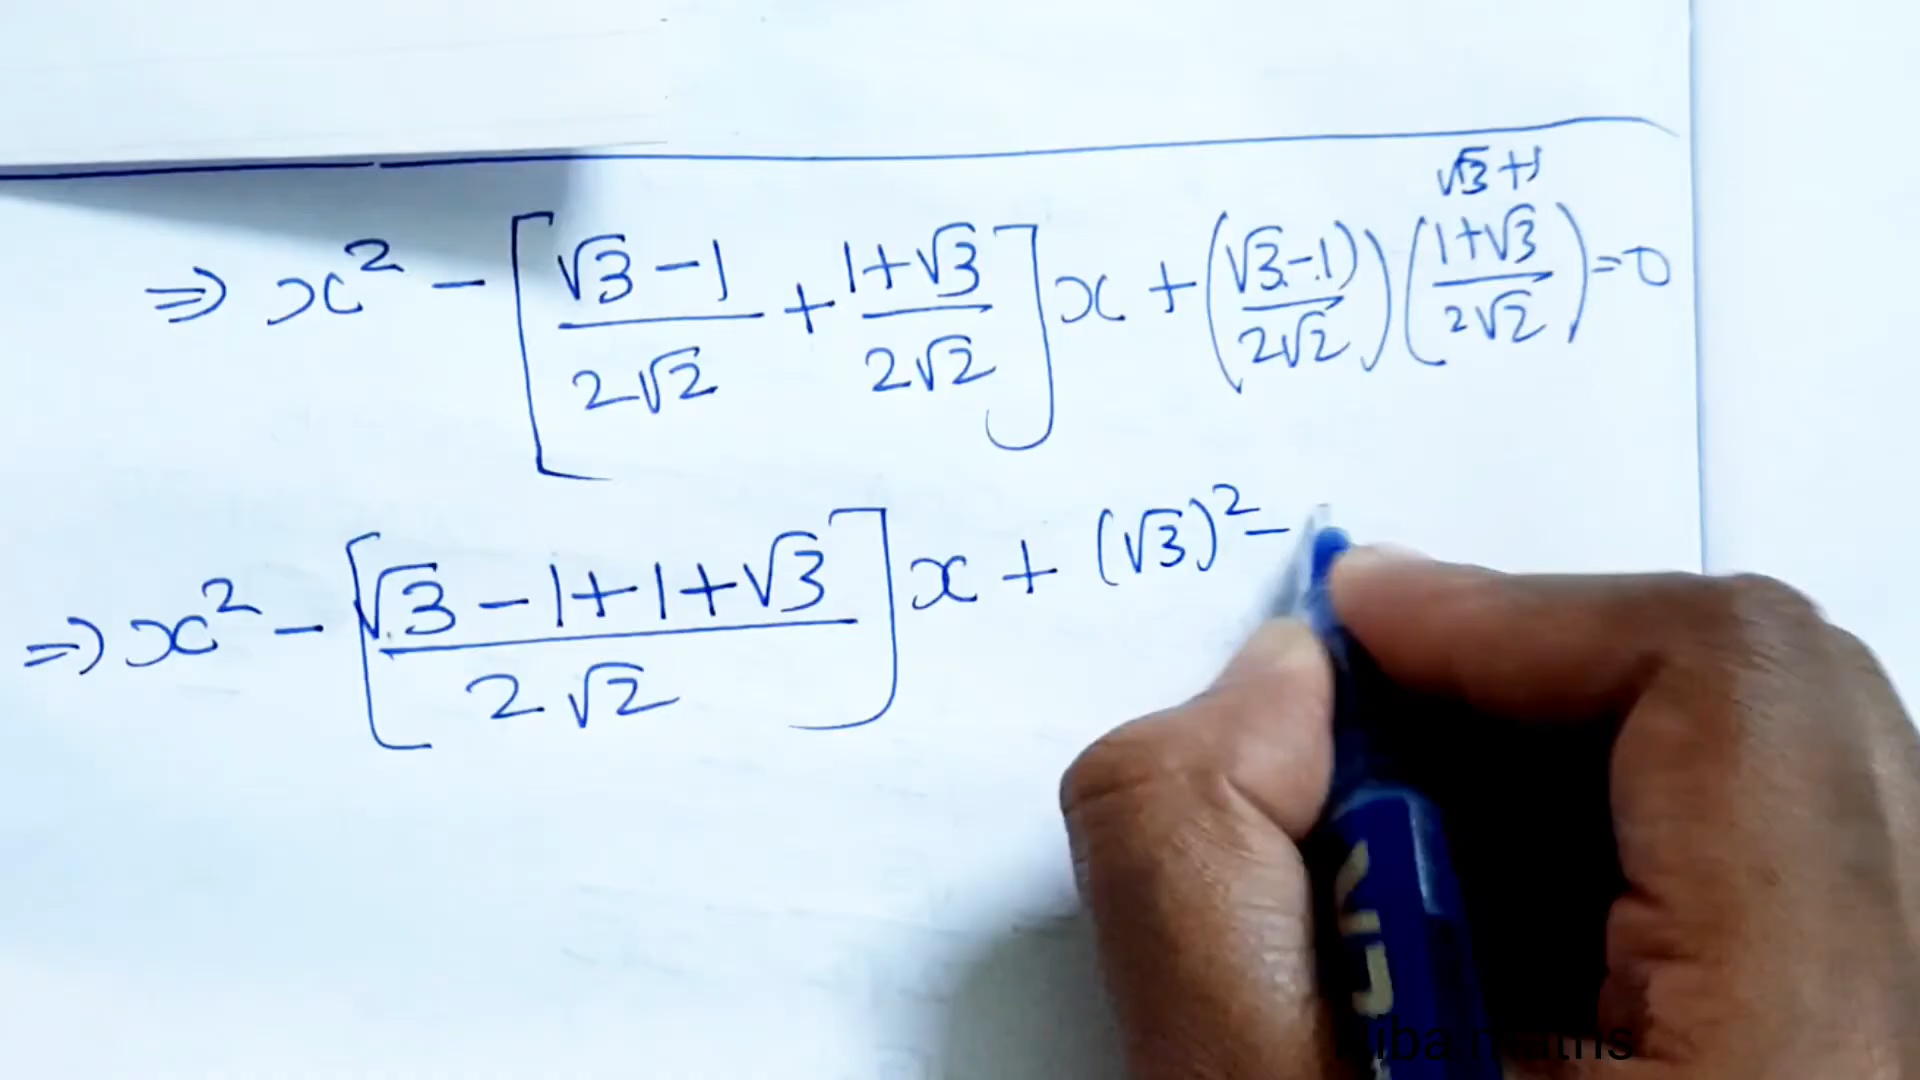 √3 +1
⇒ x² - [(√3 - 1)/(2√2) + (1+√3)/(2√2)] x + ((√3 - 1)/(2√2)) ((1+√3)/(2√2)) = 0
⇒ x² - [(√3 - 1 + 1 + √3)/(2√2)] x + (√3)² -